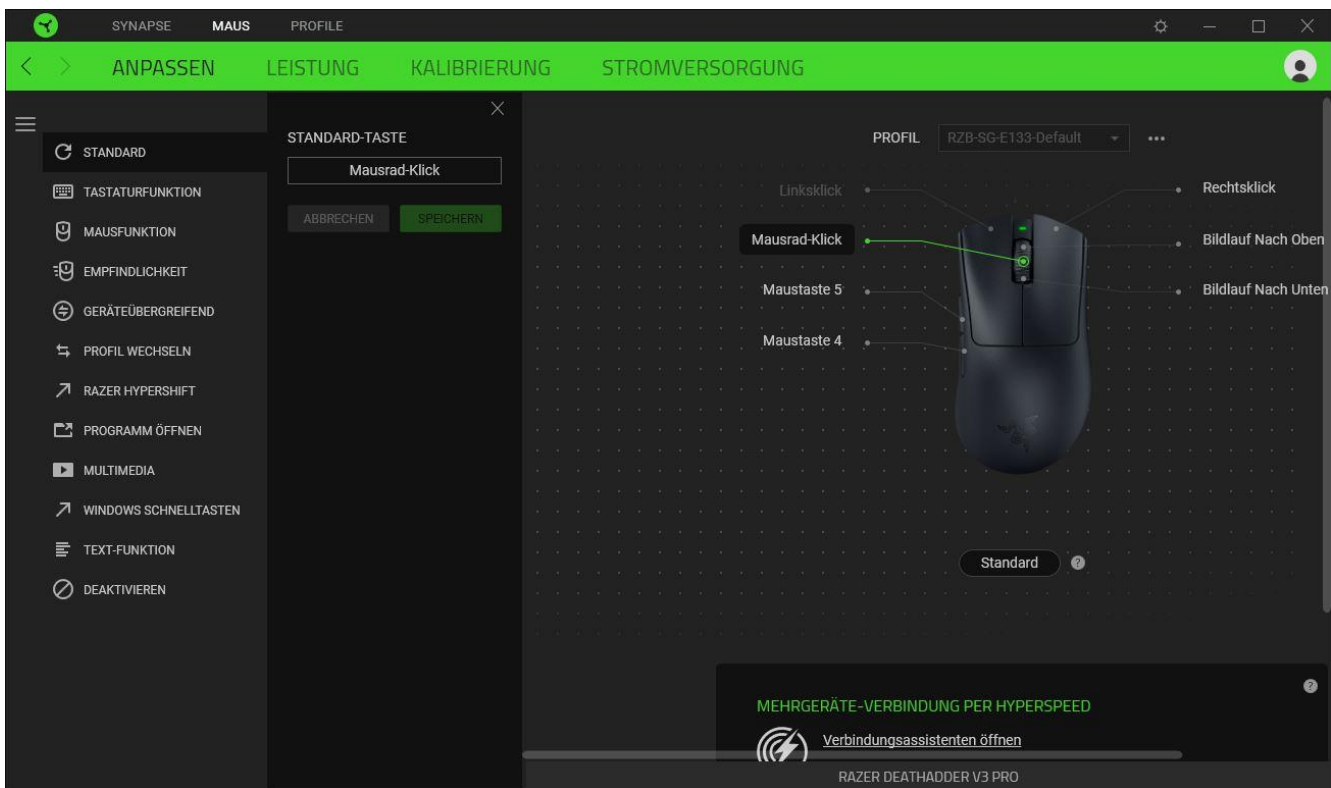 SYNAPSE MAUS PROFILE
ANPASSEN LEISTUNG KALIBRIERUNG STROMVERSORGUNG
STANDARD
TASTATURFUNKTION
MAUSFUNKTION
EMPFINDLICHKEIT
GERÄTEÜBERGREIFEND
PROFIL WECHSELN
RAZER HYPERSHIFT
PROGRAMM ÖFFNEN
MULTIMEDIA
WINDOWS SCHNELLTASTEN
TEXT-FUNKTION
DEAKTIVIEREN
STANDARD-TASTE
Mausrad-Klick
ABBRECHEN SPEICHERN
PROFIL RZB-SG-E133-Default
Linksklick
Mausrad-Klick
Maustaste 5
Maustaste 4
Rechtsklick
Bildlauf Nach Oben
Bildlauf Nach Unten
Standard ?
?
MEHRGERÄTE-VERBINDUNG PER HYPERSPEED
Verbindungsassistenten öffnen
RAZER DEATHADDER V3 PRO